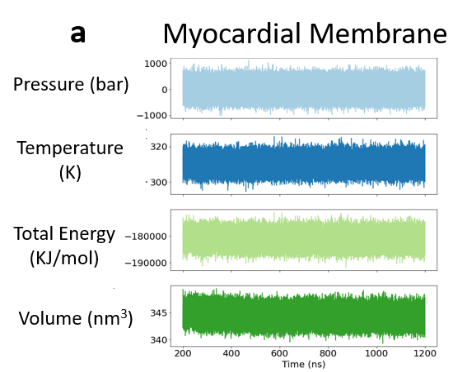 a Myocardial Membrane
Pressure (bar)
1000
0
−1000
Temperature
(K)
320
300
Total Energy
(KJ/mol)
−180000
−190000
Volume (nm³)
345
340
200 400 600 800 1000 1200
Time (ns)